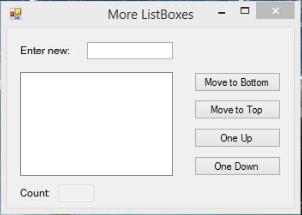 More ListBoxes
Enter new:
Move to Bottom
Move to Top
One Up
One Down
Count: